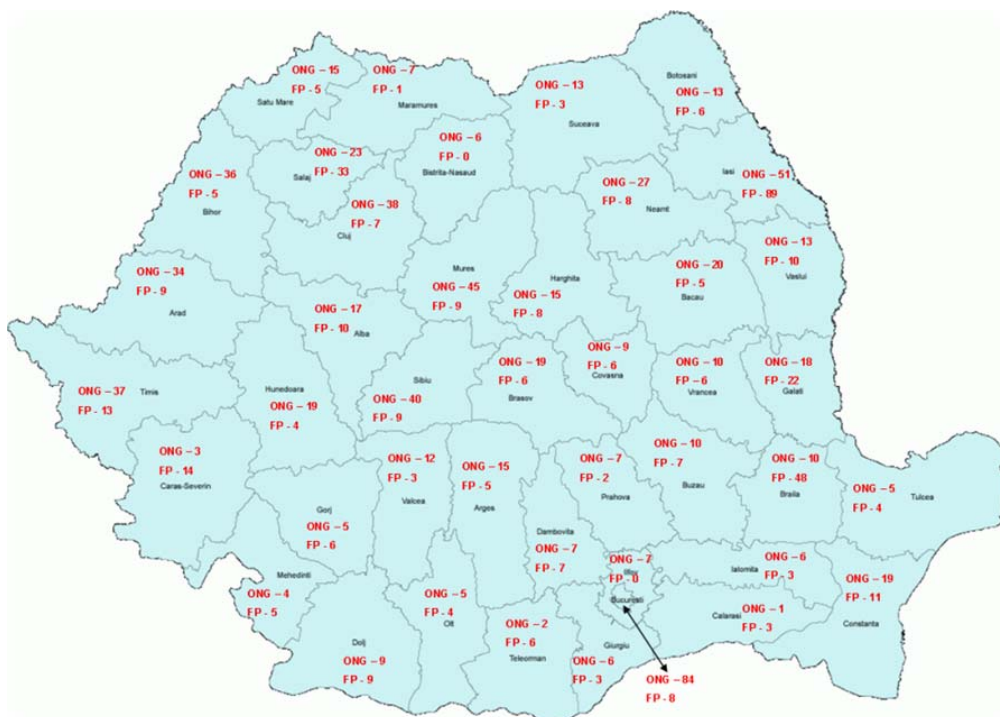 ONG – 15
FP - 5
Satu Mare
ONG – 7
FP - 1
Maramures
ONG – 13
FP - 3
Suceava
Botosani
ONG – 13
FP - 6
ONG – 6
FP - 0
Bistrita-Nasaud
ONG – 23
FP - 33
Salaj
ONG – 36
FP - 5
Bihor
ONG – 38
FP - 7
Cluj
ONG – 27
FP - 8
Neamt
Iasi
ONG – 51
FP - 89
ONG – 34
FP - 9
Arad
Mures
ONG – 45
FP - 9
Harghita
ONG – 15
FP - 8
ONG – 20
FP - 5
Bacau
ONG – 13
FP - 10
Vaslui
ONG – 17
FP - 10
Alba
ONG – 37
FP - 13
Timis
Hunedoara
ONG – 19
FP - 4
Sibiu
ONG – 40
FP - 9
ONG – 19
FP - 6
Brasov
ONG – 9
FP - 6
Covasna
ONG – 10
FP – 6
Vrancea
ONG – 18
FP - 22
Galati
ONG – 3
FP - 14
Caras-Severin
ONG – 12
FP - 3
Valcea
ONG – 15
FP - 5
Arges
ONG – 7
FP - 2
Prahova
ONG – 10
FP - 7
Buzau
ONG – 10
FP - 48
Braila
ONG – 5
FP - 4
Tulcea
Gorj
ONG – 5
FP - 6
Dambovita
ONG – 7
FP - 7
ONG – 7
Ilfov
FP - 0
Bucuresti
ONG – 6
FP - 3
Ialomita
Mehedinti
ONG – 4
FP - 5
ONG – 5
FP - 4
Olt
ONG – 2
FP - 6
Teleorman
Calarasi
ONG – 1
FP - 3
ONG – 19
FP - 11
Constanta
Dolj
ONG – 9
FP - 9
Giurgiu
ONG – 6
FP - 3
ONG – 84
FP - 8